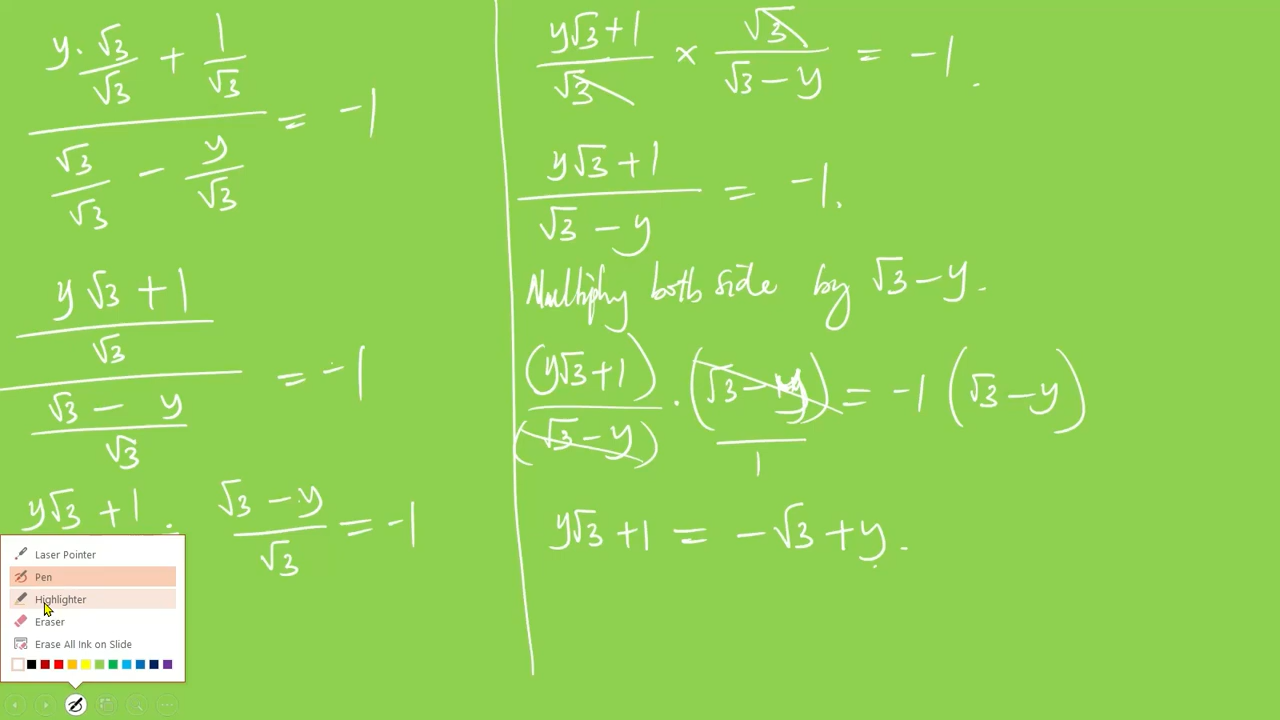 y. √3/√3 + 1/√3
――――――― = -1
√3/√3 - y/√3
y√3 + 1
√3
――――――― = -1
√3 - y
√3
y√3 + 1 : √3 - y/√3 = -1
Laser Pointer
Pen
Highlighter
Eraser
Erase All Ink on Slide
(y√3+1)/√3 × √3/(√3 - y) = -1.
(y√3+1)/(√3 - y) = -1.
Multiply both side by √3 - y.
(y√3+1)/(√3-y) . (√3-y)/1 = -1(√3-y)
y√3+1 = -√3+y.